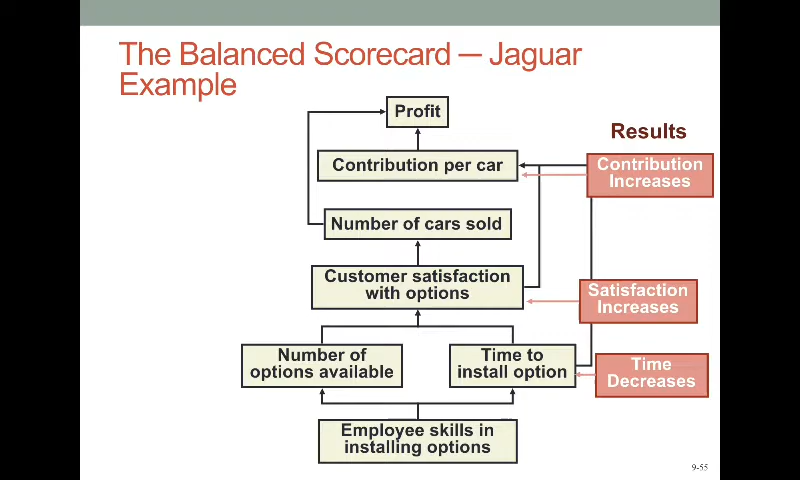 The Balanced Scorecard — Jaguar
Example
Profit
Results
Contribution per car
Contribution
Increases
Number of cars sold
Customer satisfaction
with options
Satisfaction
Increases
Number of
options available
Time to
install option
Time
Decreases
Employee skills in
installing options
9-55